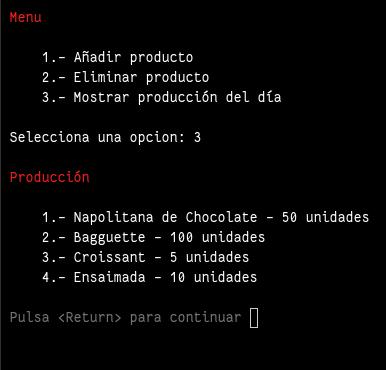 Menu
1.- Añadir producto
2.- Eliminar producto
3.- Mostrar producción del día
Selecciona una opcion: 3
Producción
1.- Napolitana de Chocolate - 50 unidades
2.- Bagguette - 100 unidades
3.- Croissant - 5 unidades
4.- Ensaimada - 10 unidades
Pulsa <Return> para continuar